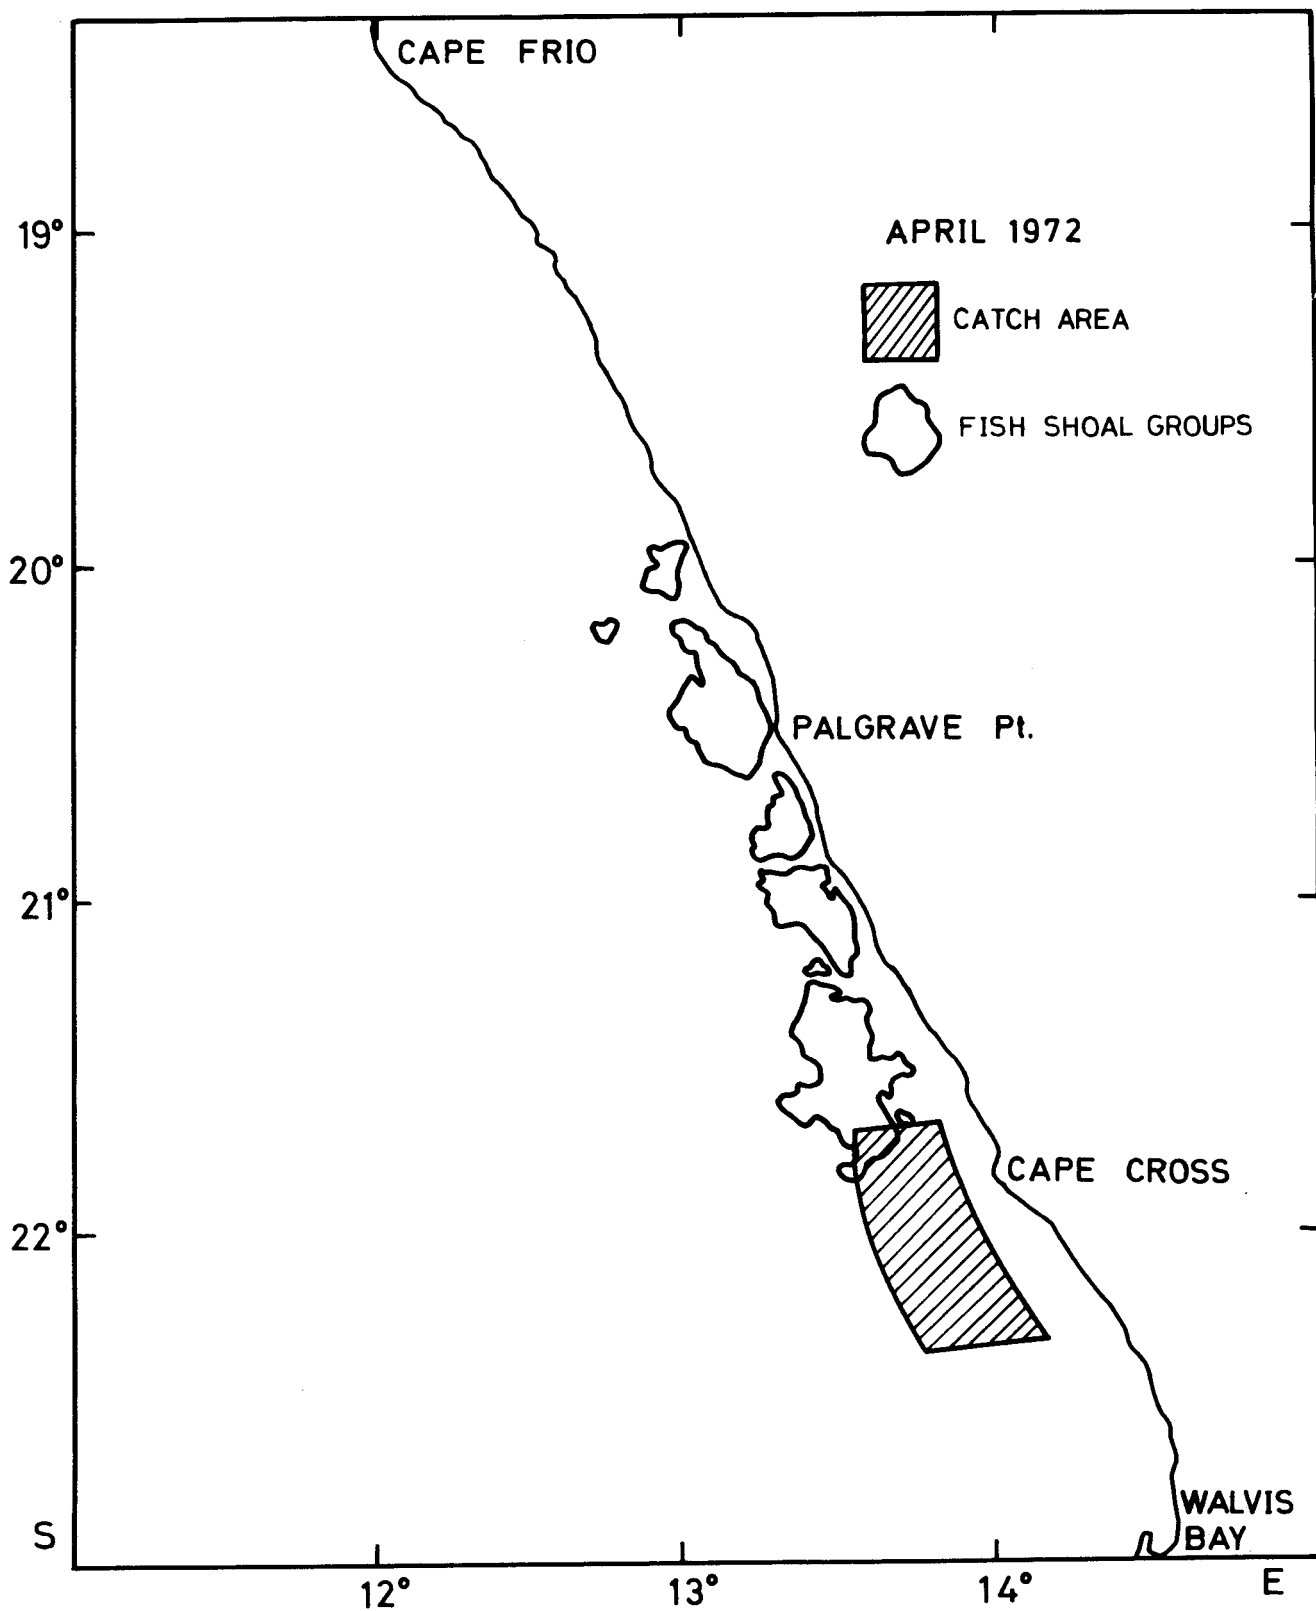 CAPE FRIO
19°
APRIL 1972
CATCH AREA
FISH SHOAL GROUPS
20°
PALGRAVE Pt.
21°
CAPE CROSS
22°
WALVIS
BAY
S
12°
13°
14°
E